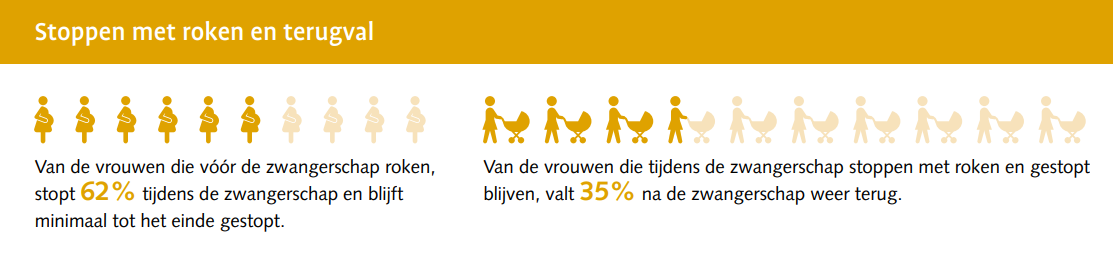 Stoppen met roken en terugval
Van de vrouwen die vóór de zwangerschap roken,
stopt 62% tijdens de zwangerschap en blijft
minimaal tot het einde gestopt.
Van de vrouwen die tijdens de zwangerschap stoppen met roken en gestopt
blijven, valt 35% na de zwangerschap weer terug.